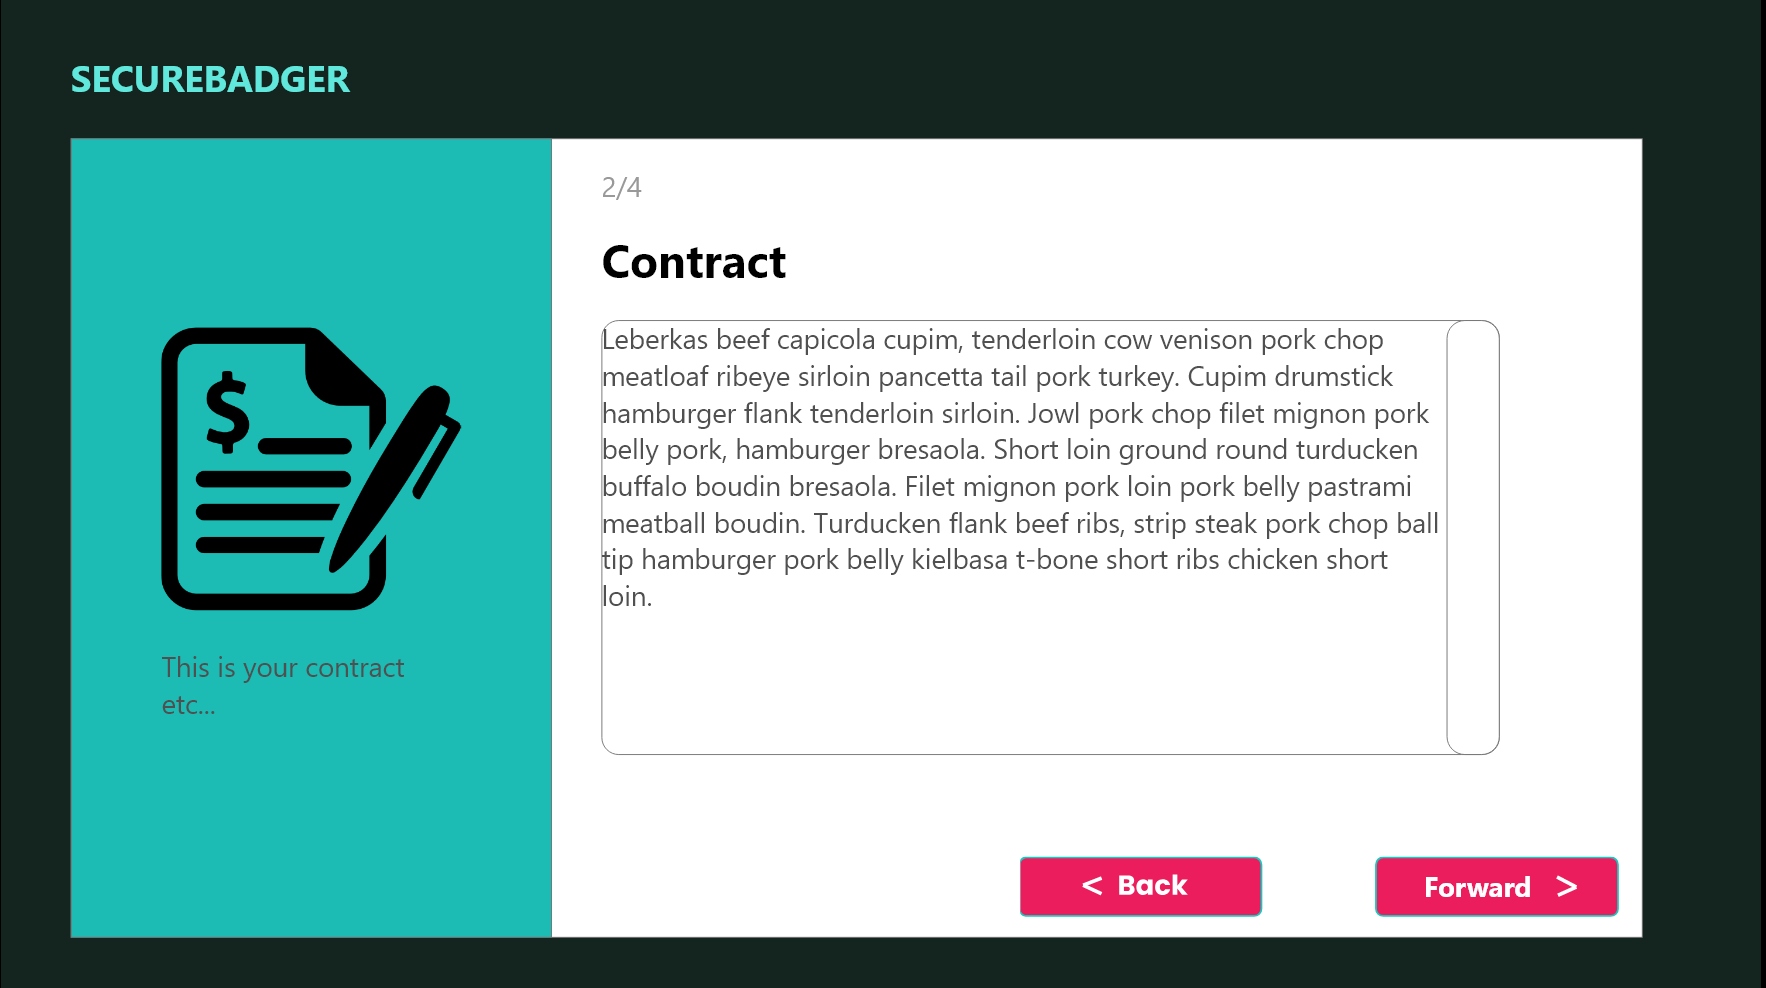 SECUREBADGER
2/4
Contract
Leberkas beef capicola cupim, tenderloin cow venison pork chop
meatloaf ribeye sirloin pancetta tail pork turkey. Cupim drumstick
hamburger flank tenderloin sirloin. Jowl pork chop filet mignon pork
belly pork, hamburger bresaola. Short loin ground round turducken
buffalo boudin bresaola. Filet mignon pork loin pork belly pastrami
meatball boudin. Turducken flank beef ribs, strip steak pork chop ball
tip hamburger pork belly kielbasa t-bone short ribs chicken short
loin.
$
This is your contract
etc...
< Back
Forward >